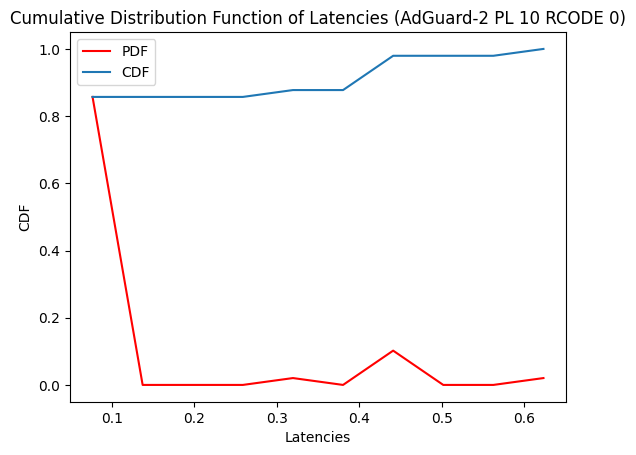 Cumulative Distribution Function of Latencies (AdGuard-2 PL 10 RCODE 0)
PDF
CDF
1.0
0.8
0.6
0.4
0.2
0.0
CDF
0.1 0.2 0.3 0.4 0.5 0.6
Latencies